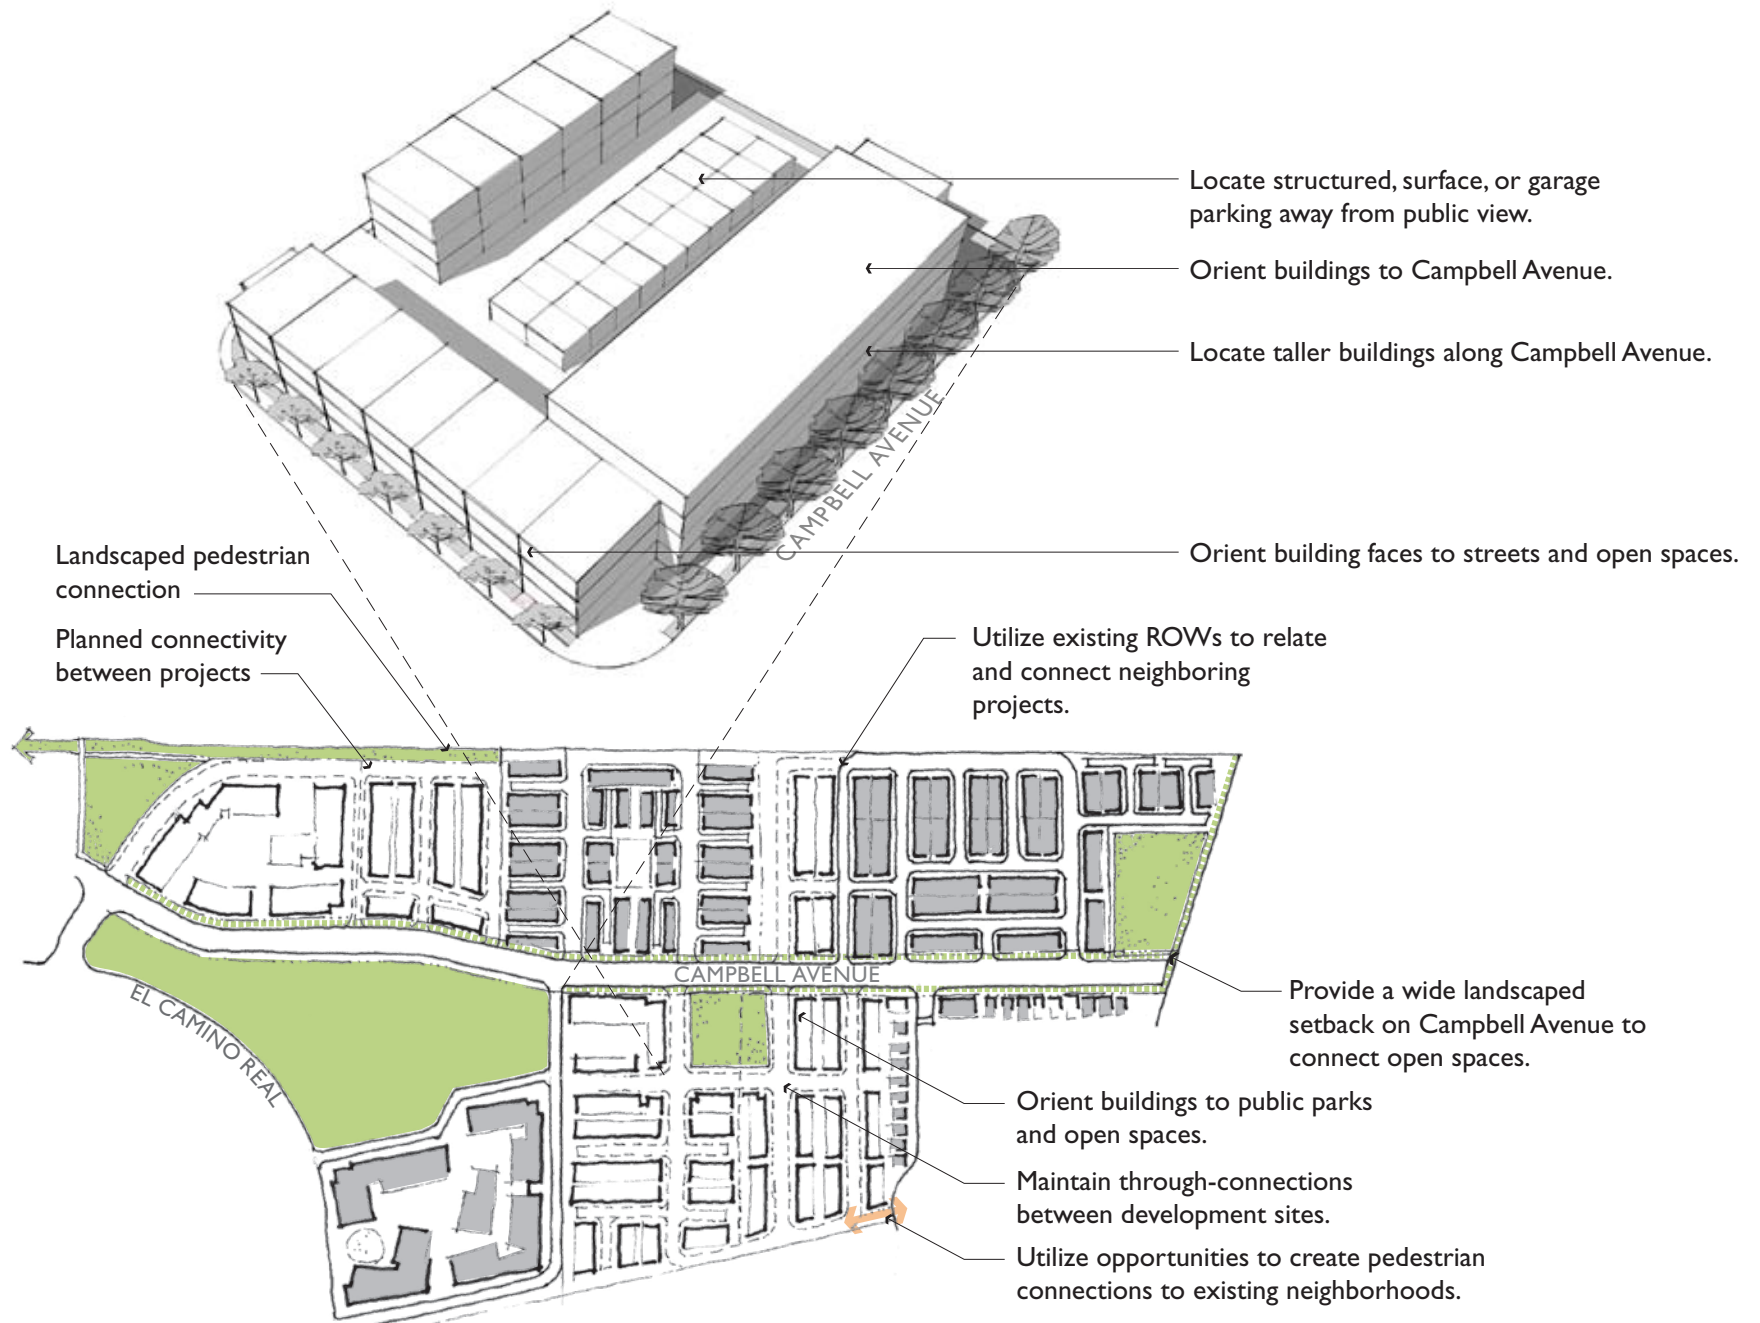 Locate structured, surface, or garage
parking away from public view.
Orient buildings to Campbell Avenue.
Locate taller buildings along Campbell Avenue.
CAMPBELL AVENUE
Orient building faces to streets and open spaces.
Landscaped pedestrian
connection
Planned connectivity
between projects
Utilize existing ROWs to relate
and connect neighboring
projects.
CAMPBELL AVENUE
EL CAMINO REAL
Provide a wide landscaped
setback on Campbell Avenue to
connect open spaces.
Orient buildings to public parks
and open spaces.
Maintain through-connections
between development sites.
Utilize opportunities to create pedestrian
connections to existing neighborhoods.